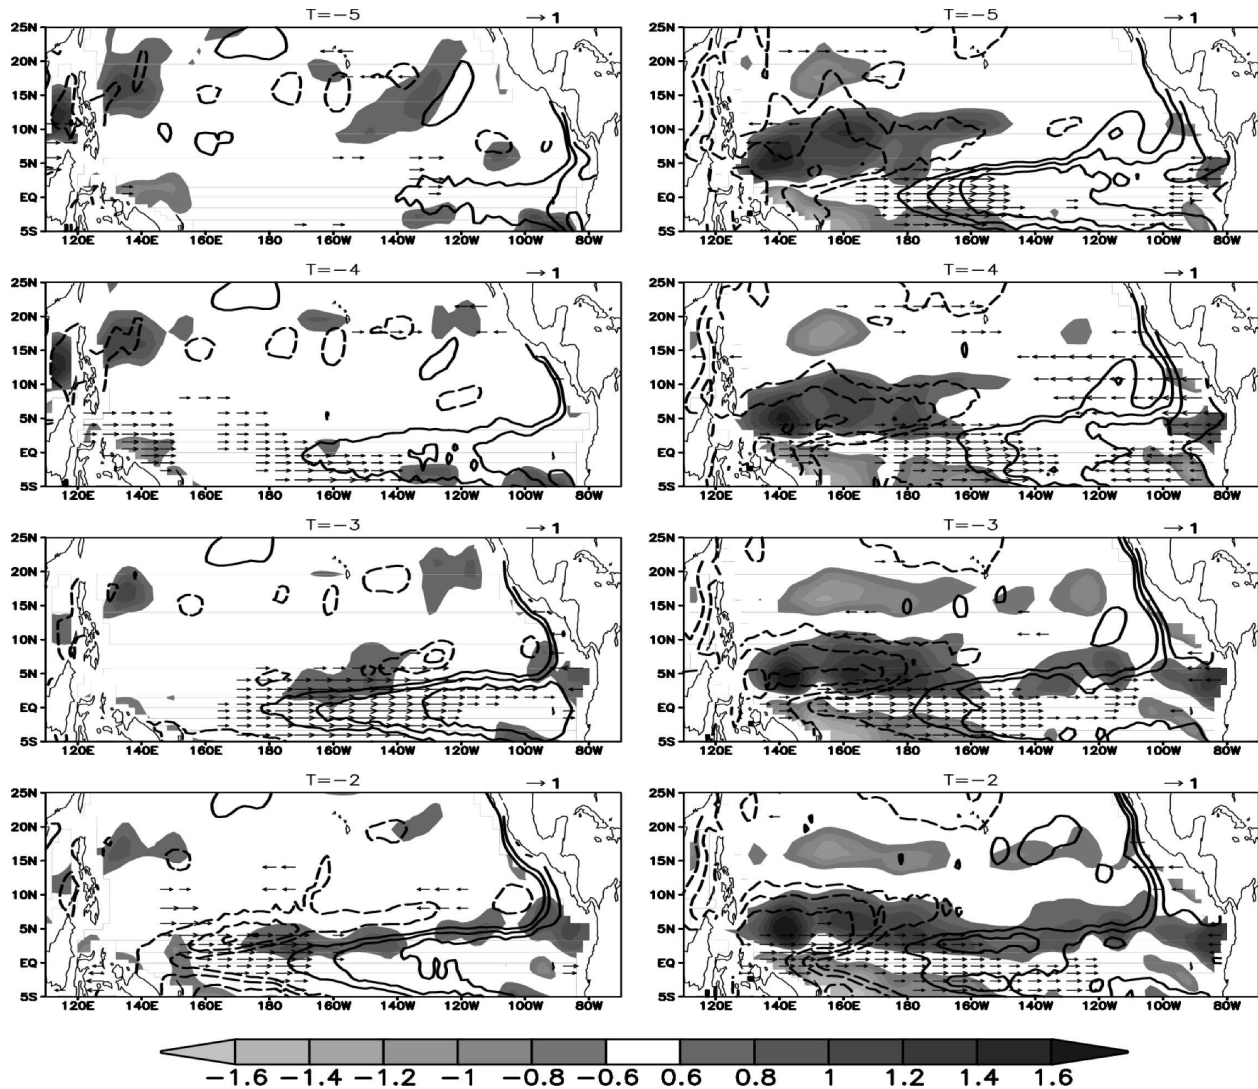 T=−5 → 1 T=−5 → 1
25N 25N
20N 20N
15N 15N
10N 10N
5N 5N
EQ EQ
5S 5S
120E 140E 160E 180 160W 140W 120W 100W 80W 120E 140E 160E 180 160W 140W 120W 100W 80W
T=−4 → 1 T=−4 → 1
25N 25N
20N 20N
15N 15N
10N 10N
5N 5N
EQ EQ
5S 5S
120E 140E 160E 180 160W 140W 120W 100W 80W 120E 140E 160E 180 160W 140W 120W 100W 80W
T=−3 → 1 T=−3 → 1
25N 25N
20N 20N
15N 15N
10N 10N
5N 5N
EQ EQ
5S 5S
120E 140E 160E 180 160W 140W 120W 100W 80W 120E 140E 160E 180 160W 140W 120W 100W 80W
T=−2 → 1 T=−2 → 1
25N 25N
20N 20N
15N 15N
10N 10N
5N 5N
EQ EQ
5S 5S
120E 140E 160E 180 160W 140W 120W 100W 80W 120E 140E 160E 180 160W 140W 120W 100W 80W
−1.6 −1.4 −1.2 −1 −0.8 −0.6 0.6 0.8 1 1.2 1.4 1.6